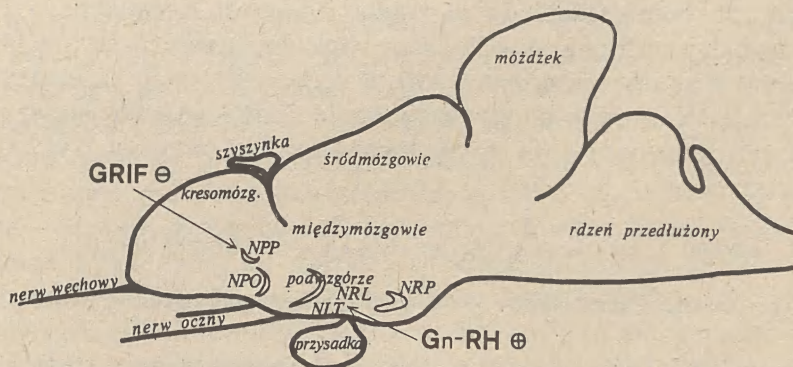 móżdżek
szyszynka
śródmózgowie
GRIF ⊖
kresomózg.
międzymózgowie
rdzeń przedłużony
NPP
podwzgórze
NPO
NRL
NRP
nerw węchowy
NLT
nerw oczny
przysadka
Gn-RH ⊕